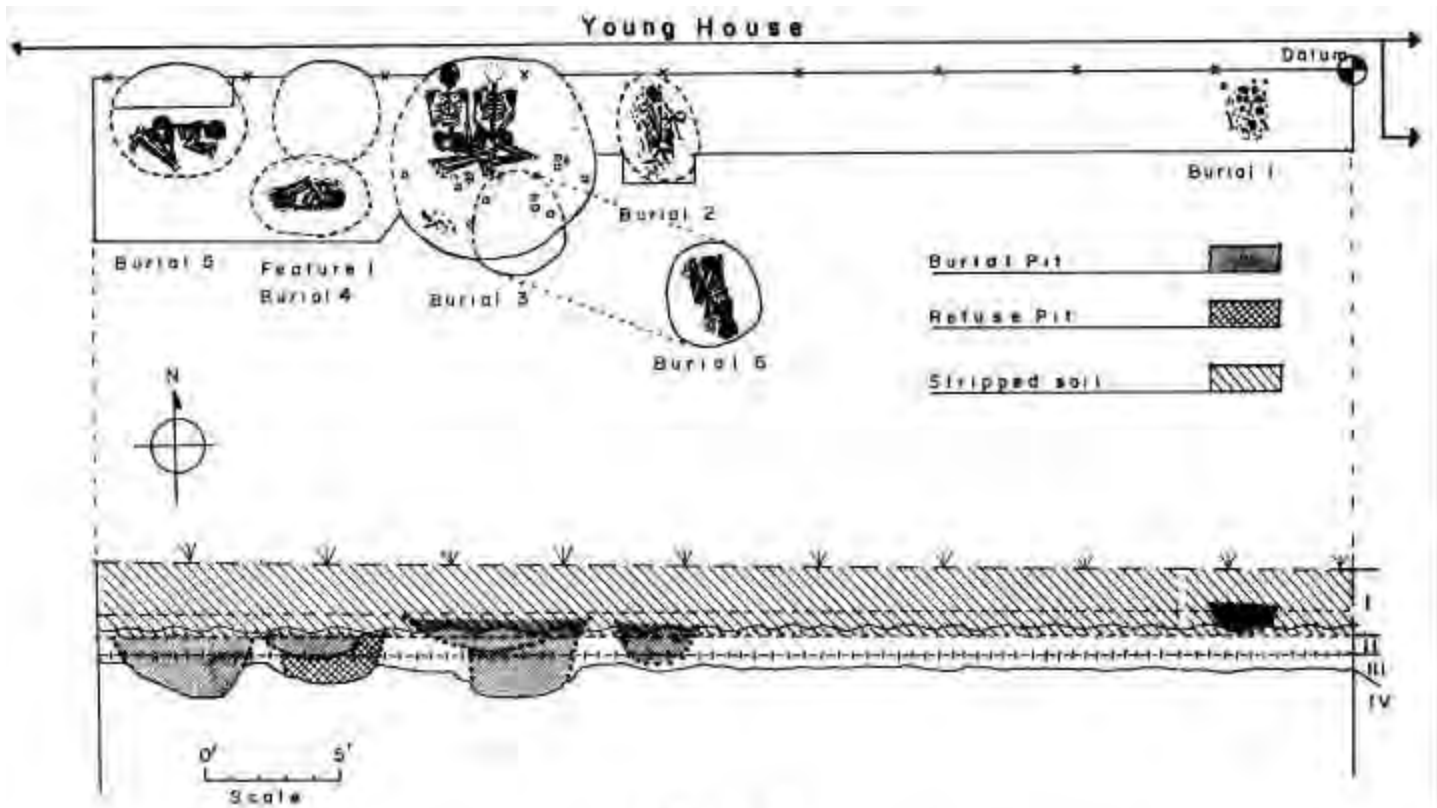 Young House
Datum
Burial 1
Burial 2
Burial 5
Feature 1
Burial 4
Burial 3
Burial 6
Burial Pit
Refuse Pit
Stripped soil
N
I
II
III
IV
0' 5'
Scale